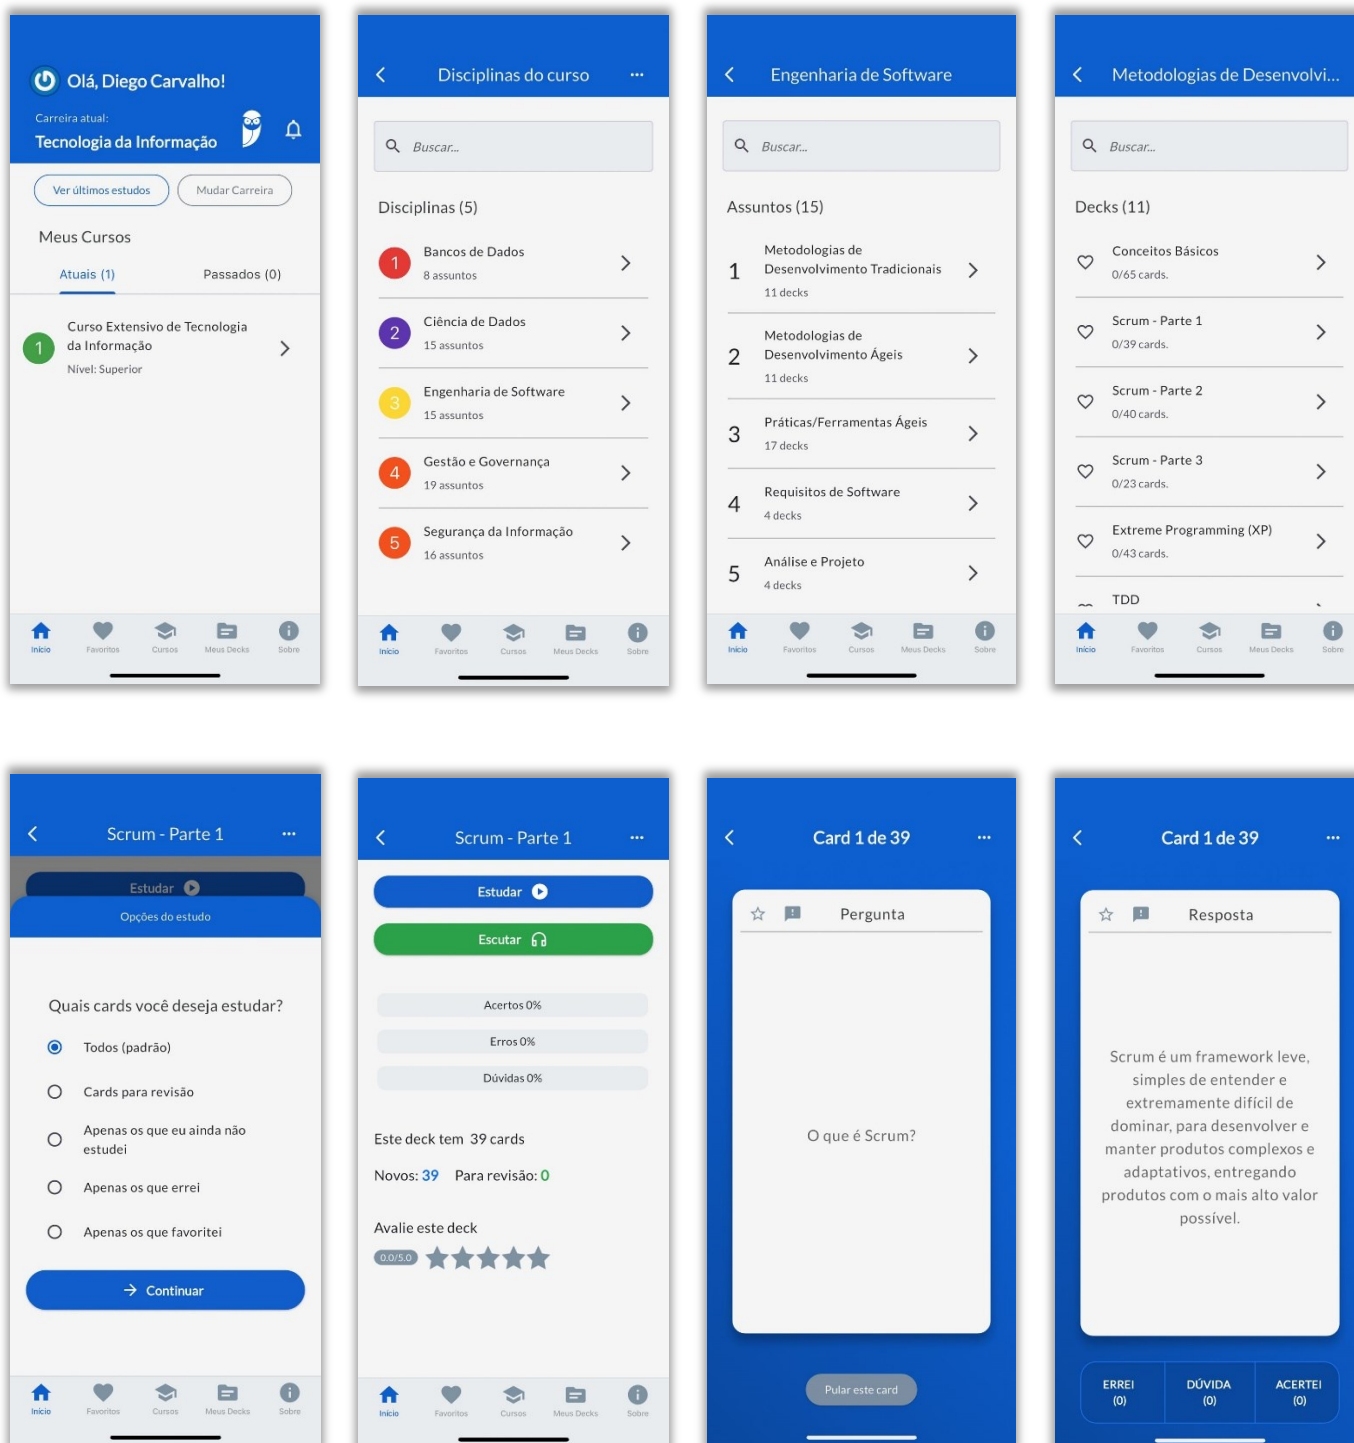 Olá, Diego Carvalho!
Carreira atual:
Tecnologia da Informação
Ver últimos estudos
Mudar Carreira
Meus Cursos
Atuais (1)
Passados (0)
1
Curso Extensivo de Tecnologia
da Informação
Nível: Superior
Início
Favoritos
Cursos
Meus Decks
Sobre
Disciplinas do curso
Buscar...
Disciplinas (5)
1
Bancos de Dados
8 assuntos
2
Ciência de Dados
15 assuntos
3
Engenharia de Software
15 assuntos
4
Gestão e Governança
19 assuntos
5
Segurança da Informação
16 assuntos
Início
Favoritos
Cursos
Meus Decks
Sobre
Engenharia de Software
Buscar...
Assuntos (15)
1
Metodologias de
Desenvolvimento Tradicionais
11 decks
2
Metodologias de
Desenvolvimento Ágeis
11 decks
3
Práticas/Ferramentas Ágeis
17 decks
4
Requisitos de Software
4 decks
5
Análise e Projeto
4 decks
Início
Favoritos
Cursos
Meus Decks
Sobre
Metodologias de Desenvolvi...
Buscar...
Decks (11)
Conceitos Básicos
0/65 cards.
Scrum - Parte 1
0/39 cards.
Scrum - Parte 2
0/40 cards.
Scrum - Parte 3
0/23 cards.
Extreme Programming (XP)
0/43 cards.
TDD
Início
Favoritos
Cursos
Meus Decks
Sobre
Scrum - Parte 1
Estudar
Opções do estudo
Quais cards você deseja estudar?
Todos (padrão)
Cards para revisão
Apenas os que eu ainda não
estudei
Apenas os que errei
Apenas os que favoritei
Continuar
Início
Favoritos
Cursos
Meus Decks
Sobre
Scrum - Parte 1
Estudar
Escutar
Acertos 0%
Erros 0%
Dúvidas 0%
Este deck tem 39 cards
Novos: 39 Para revisão: 0
Avalie este deck
0.0/5.0
Início
Favoritos
Cursos
Meus Decks
Sobre
Card 1 de 39
Pergunta
O que é Scrum?
Pular este card
Card 1 de 39
Resposta
Scrum é um framework leve,
simples de entender e
extremamente difícil de
dominar, para desenvolver e
manter produtos complexos e
adaptativos, entregando
produtos com o mais alto valor
possível.
ERREI
(0)
DÚVIDA
(0)
ACERTEI
(0)